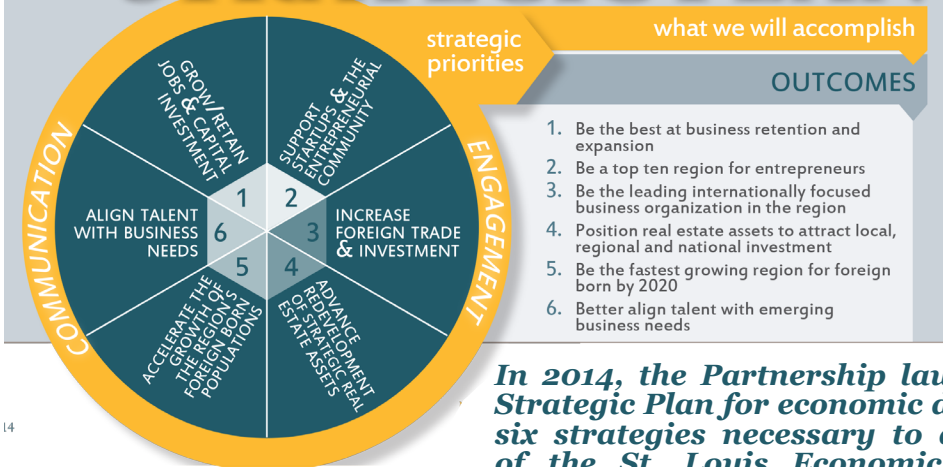 strategic
priorities
what we will accomplish
OUTCOMES
COMMUNICATION
ENGAGEMENT
GROW/RETAIN
JOBS & CAPITAL
INVESTMENT
1
SUPPORT
STARTUPS & THE
ENTREPRENEURIAL
COMMUNITY
2
INCREASE
FOREIGN TRADE
& INVESTMENT
3
ADVANCE
REDEVELOPMENT
OF STRATEGIC REAL
ESTATE ASSETS
4
ACCELERATE THE
GROWTH OF
THE REGION'S
FOREIGN BORN
POPULATIONS
5
ALIGN TALENT
WITH BUSINESS
NEEDS
6
1. Be the best at business retention and
expansion
2. Be a top ten region for entrepreneurs
3. Be the leading internationally focused
business organization in the region
4. Position real estate assets to attract local,
regional and national investment
5. Be the fastest growing region for foreign
born by 2020
6. Better align talent with emerging
business needs
In 2014, the Partnership
Strategic Plan for economic
six strategies necessary to
of the St. Louis Economic
14